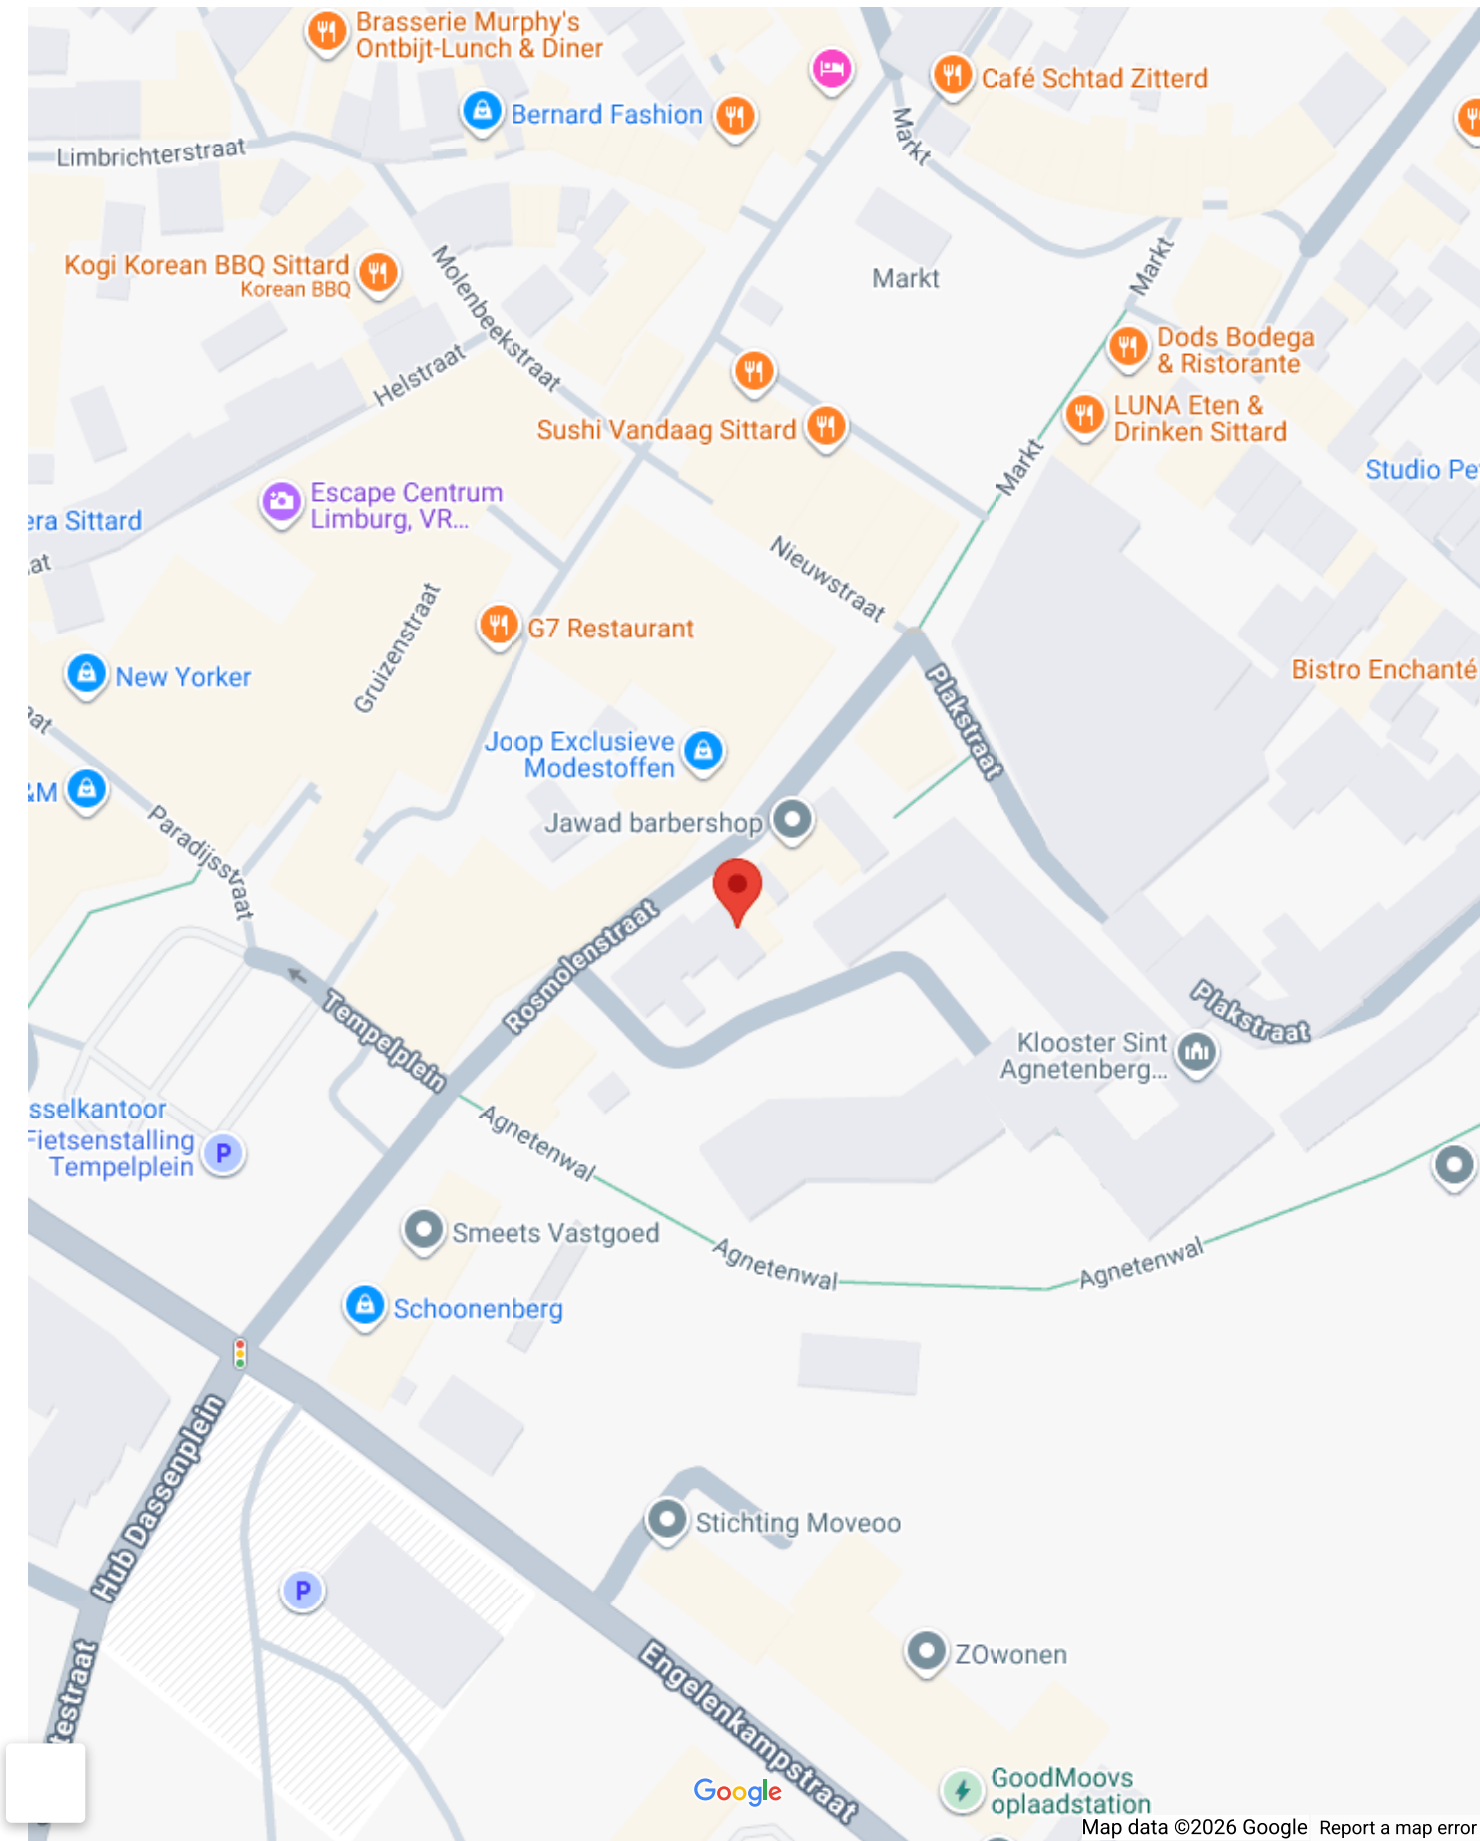 Brasserie Murphy's
Ontbijt-Lunch & Diner
Bernard Fashion
Café Schtad Zitterd
Markt
Limbrichterstraat
Kogi Korean BBQ Sittard
Korean BBQ
Molenbeekstraat
Markt
Markt
Helstraat
Dods Bodega
& Ristorante
LUNA Eten &
Drinken Sittard
Sushi Vandaag Sittard
Markt
Studio Pe
Escape Centrum
Limburg, VR...
era Sittard
at
Nieuwstraat
Gruizenstraat
G7 Restaurant
New Yorker
Bistro Enchanté
Plakstraat
aat
Joop Exclusieve
Modestoffen
&M
Jawad barbershop
Paradijsstraat
Rosmolenstraat
Tempelplein
Plakstraat
Klooster Sint
Agnetenberg...
sselkantoor
Fietsenstalling
Tempelplein
P
Agnetenwal
Smeets Vastgoed
Agnetenwal
Agnetenwal
Schoonenberg
Hub Dassenplein
Stichting Moveoo
P
ZOwonen
Engelenkampstraat
testraat
GoodMoovs
oplaadstation
Google
Map data ©2026 Google
Report a map error